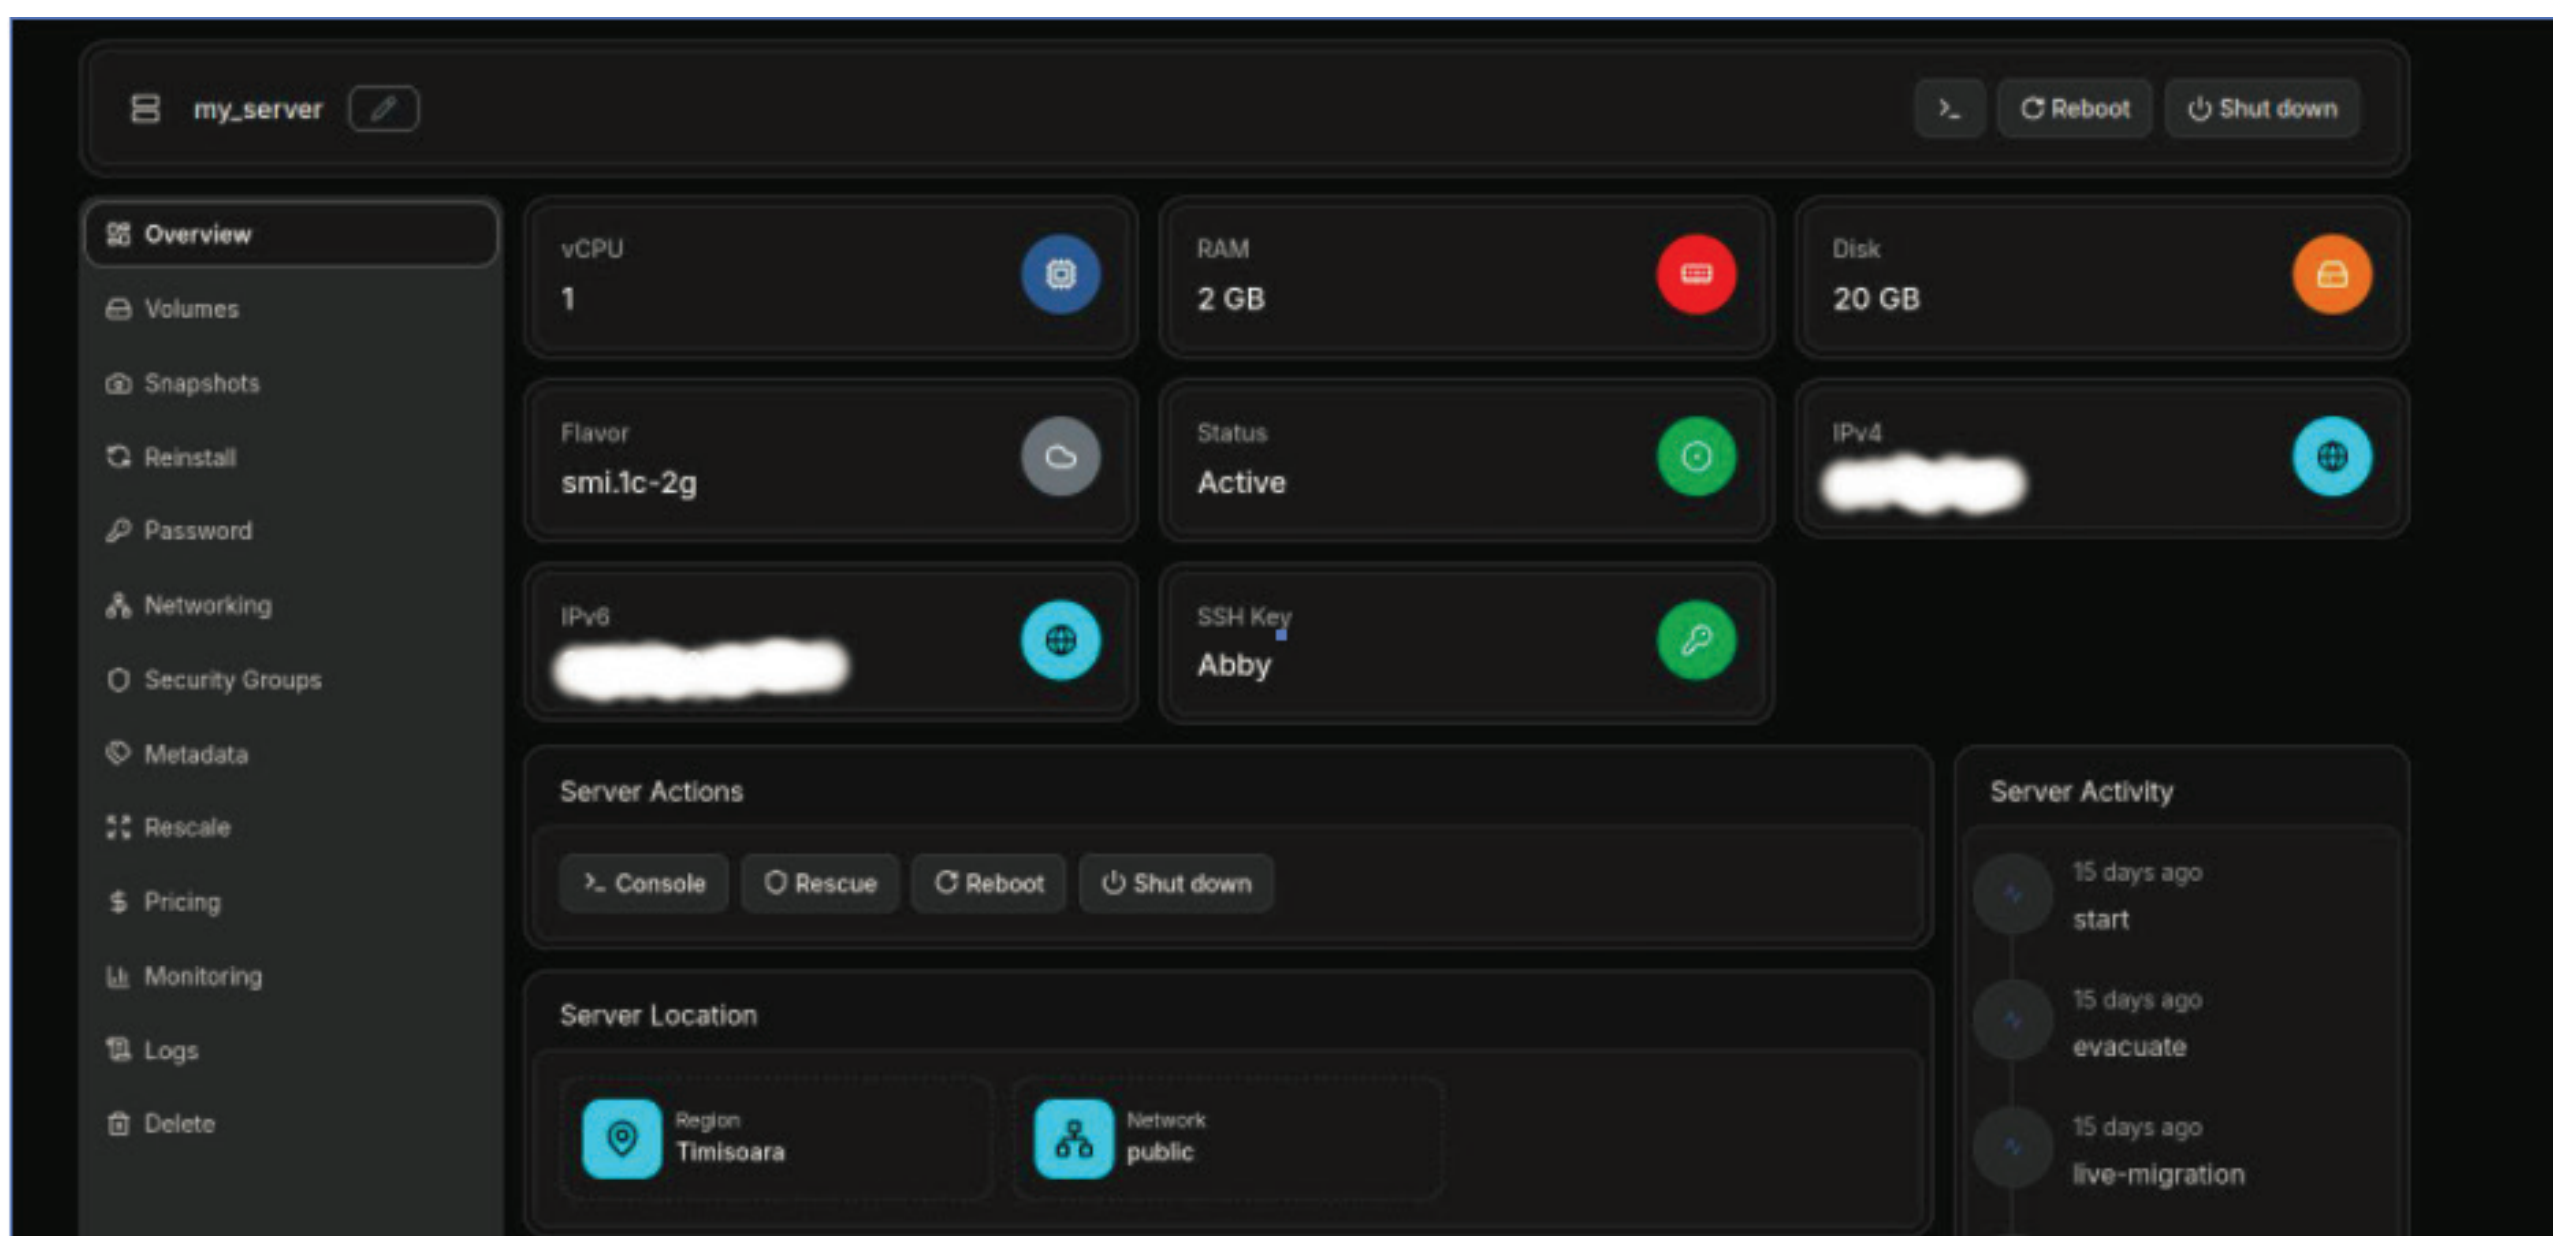 my_server
>_
Reboot
Shut down
Overview
Volumes
Snapshots
Reinstall
Password
Networking
Security Groups
Metadata
Rescale
$ Pricing
Monitoring
Logs
Delete
vCPU
1
RAM
2 GB
Disk
20 GB
Flavor
smi.1c-2g
Status
Active
IPv4
IPv6
SSH Key
Abby
Server Actions
>_ Console
Rescue
Reboot
Shut down
Server Location
Region
Timisoara
Network
public
Server Activity
15 days ago
start
15 days ago
evacuate
15 days ago
live-migration